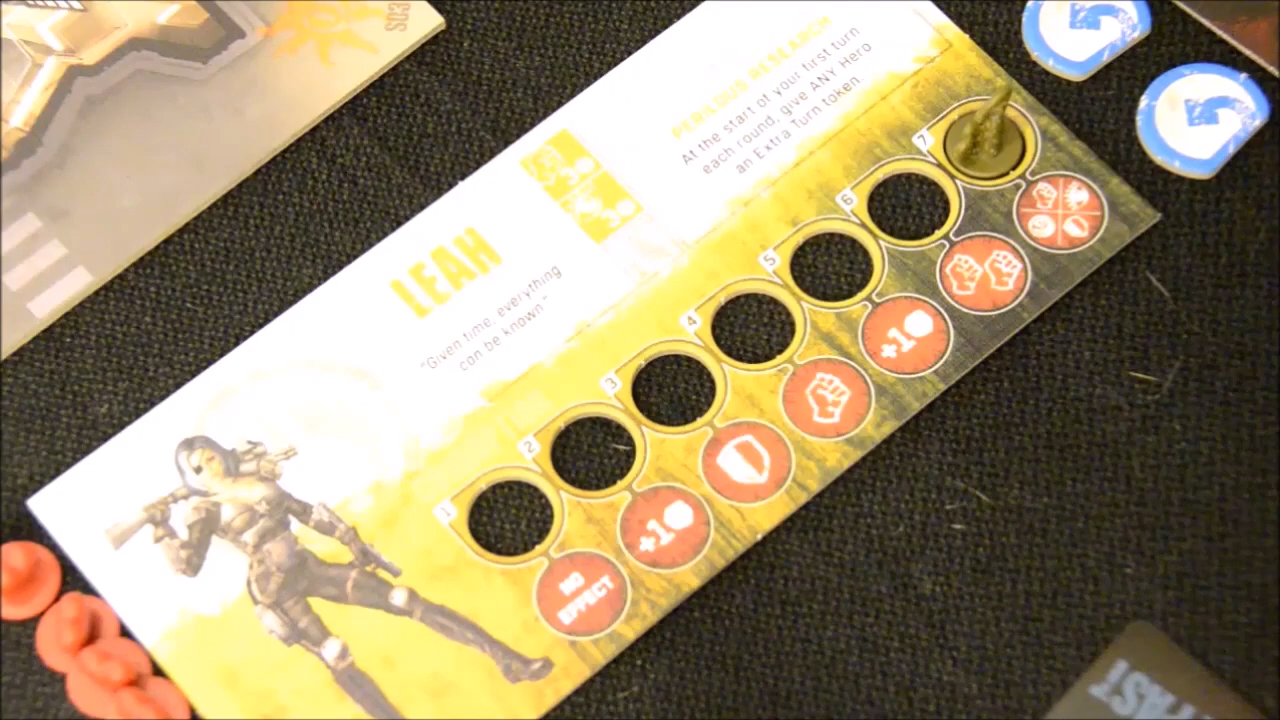 S03
PERILOUS RESEARCH
At the start of your first turn
each round, give ANY Hero
an Extra Turn token.
LEAH
"Given time, everything
can be known."
7
6
5
4
3
2
1
+1
+1
NO
EFFECT